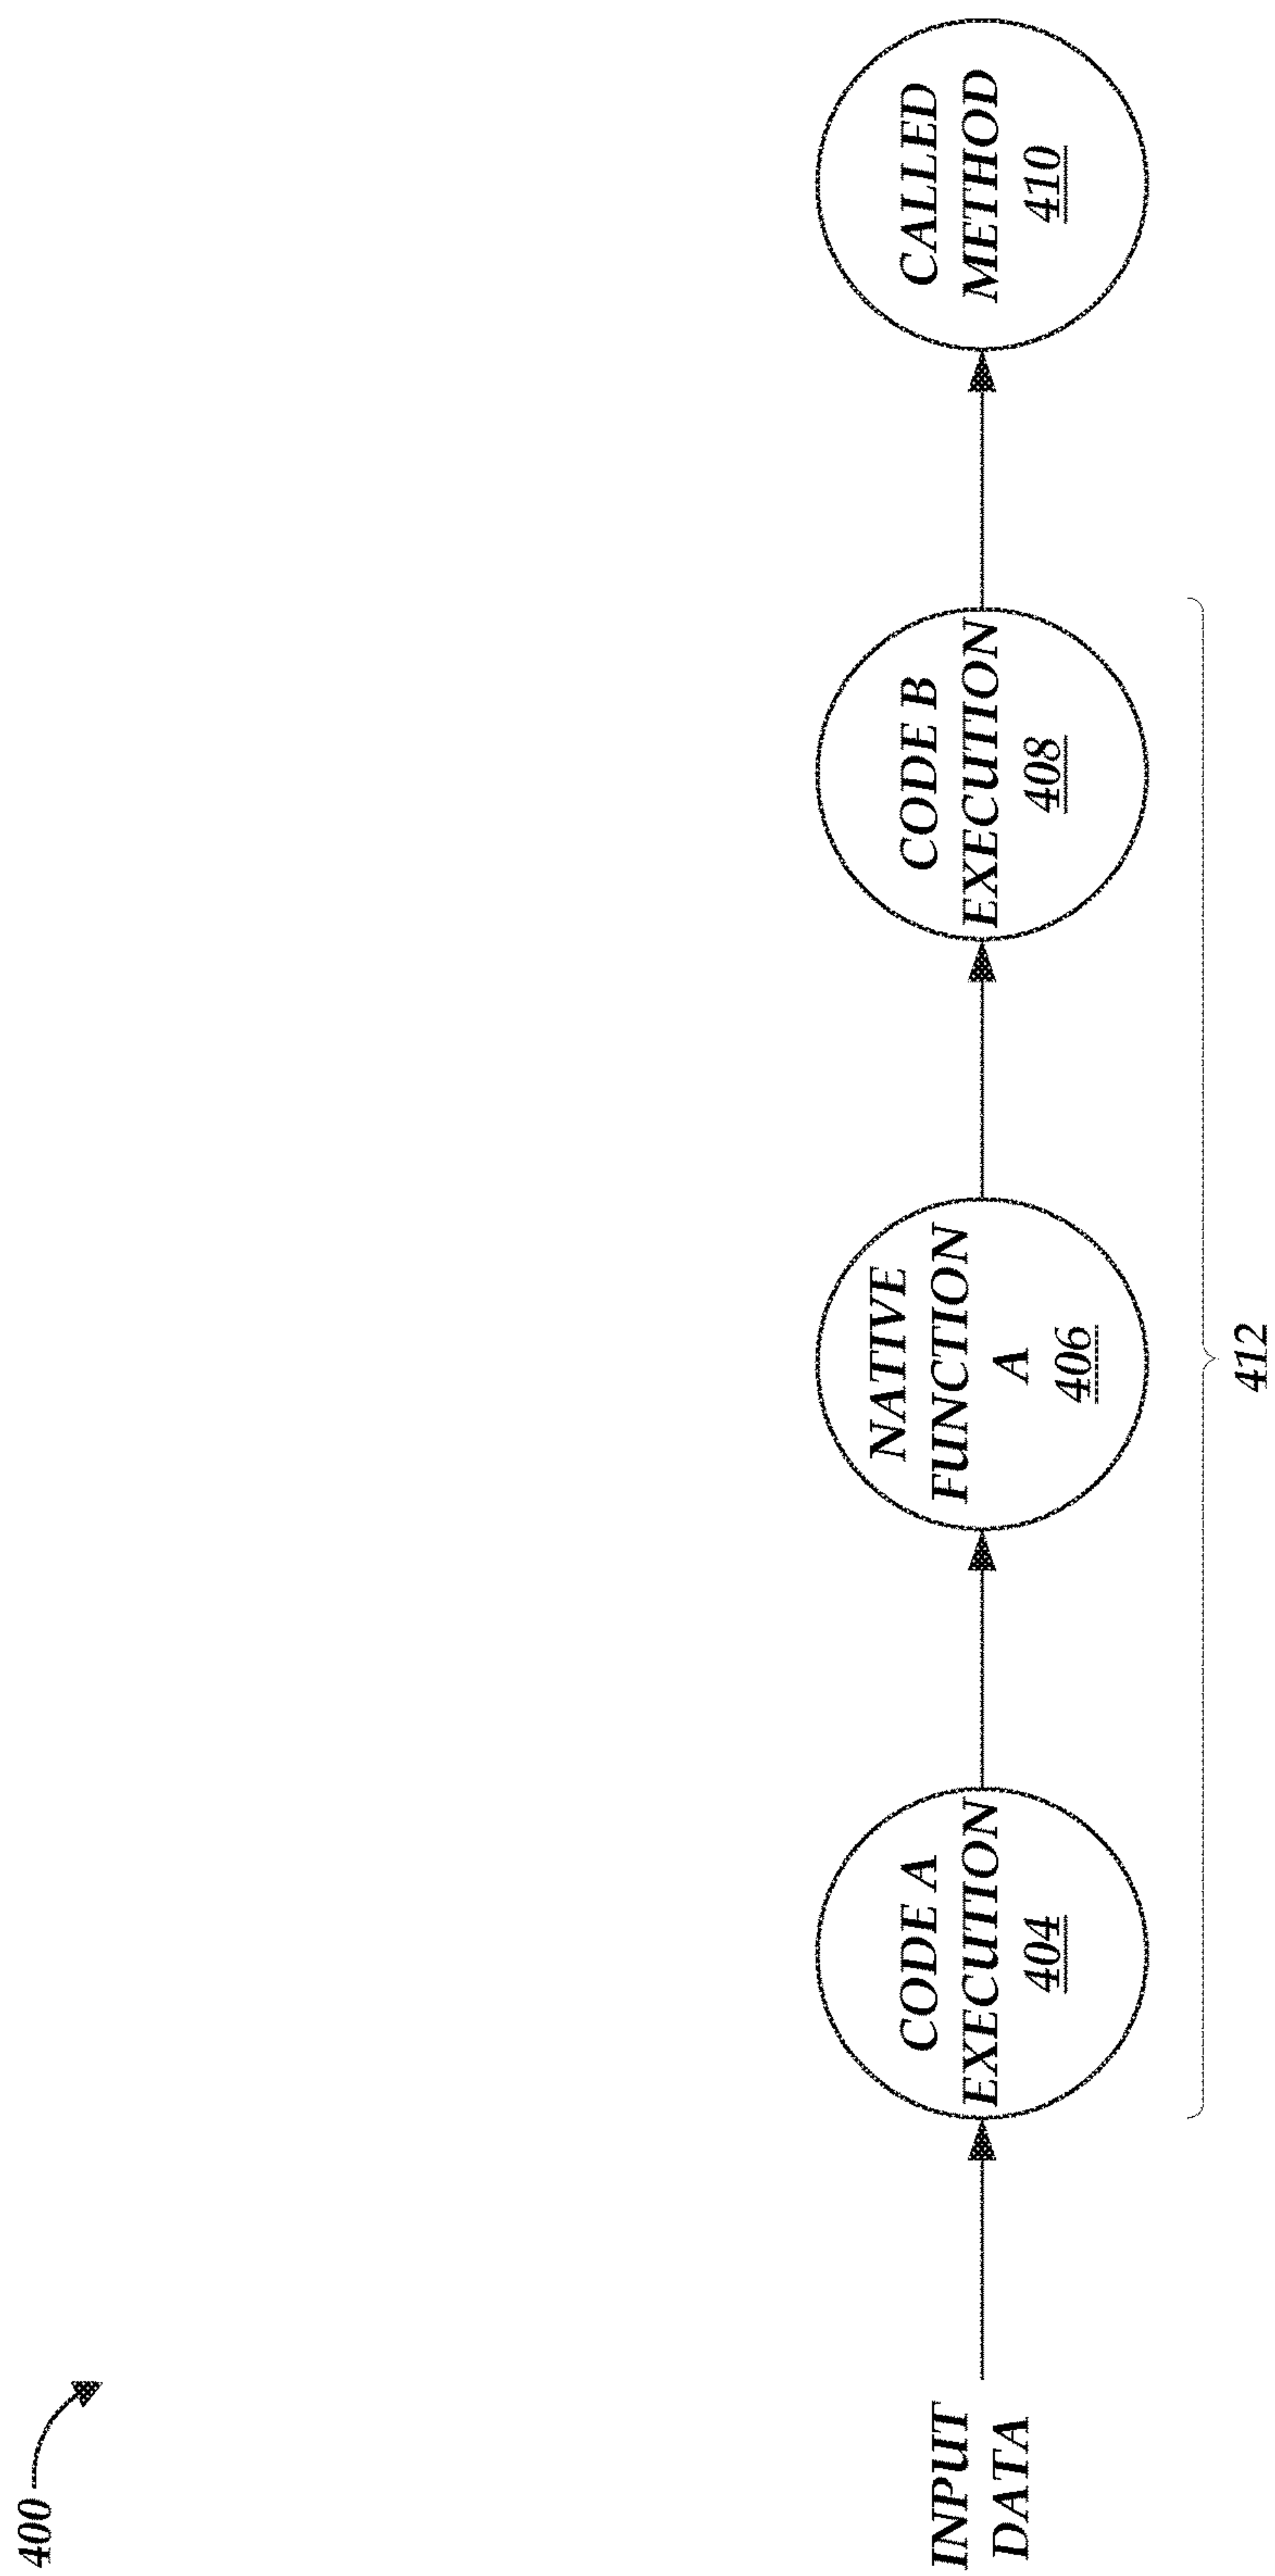 400
INPUT
DATA
CODE A
EXECUTION
404
NATIVE
FUNCTION
A
406
CODE B
EXECUTION
408
CALLED
METHOD
410
412